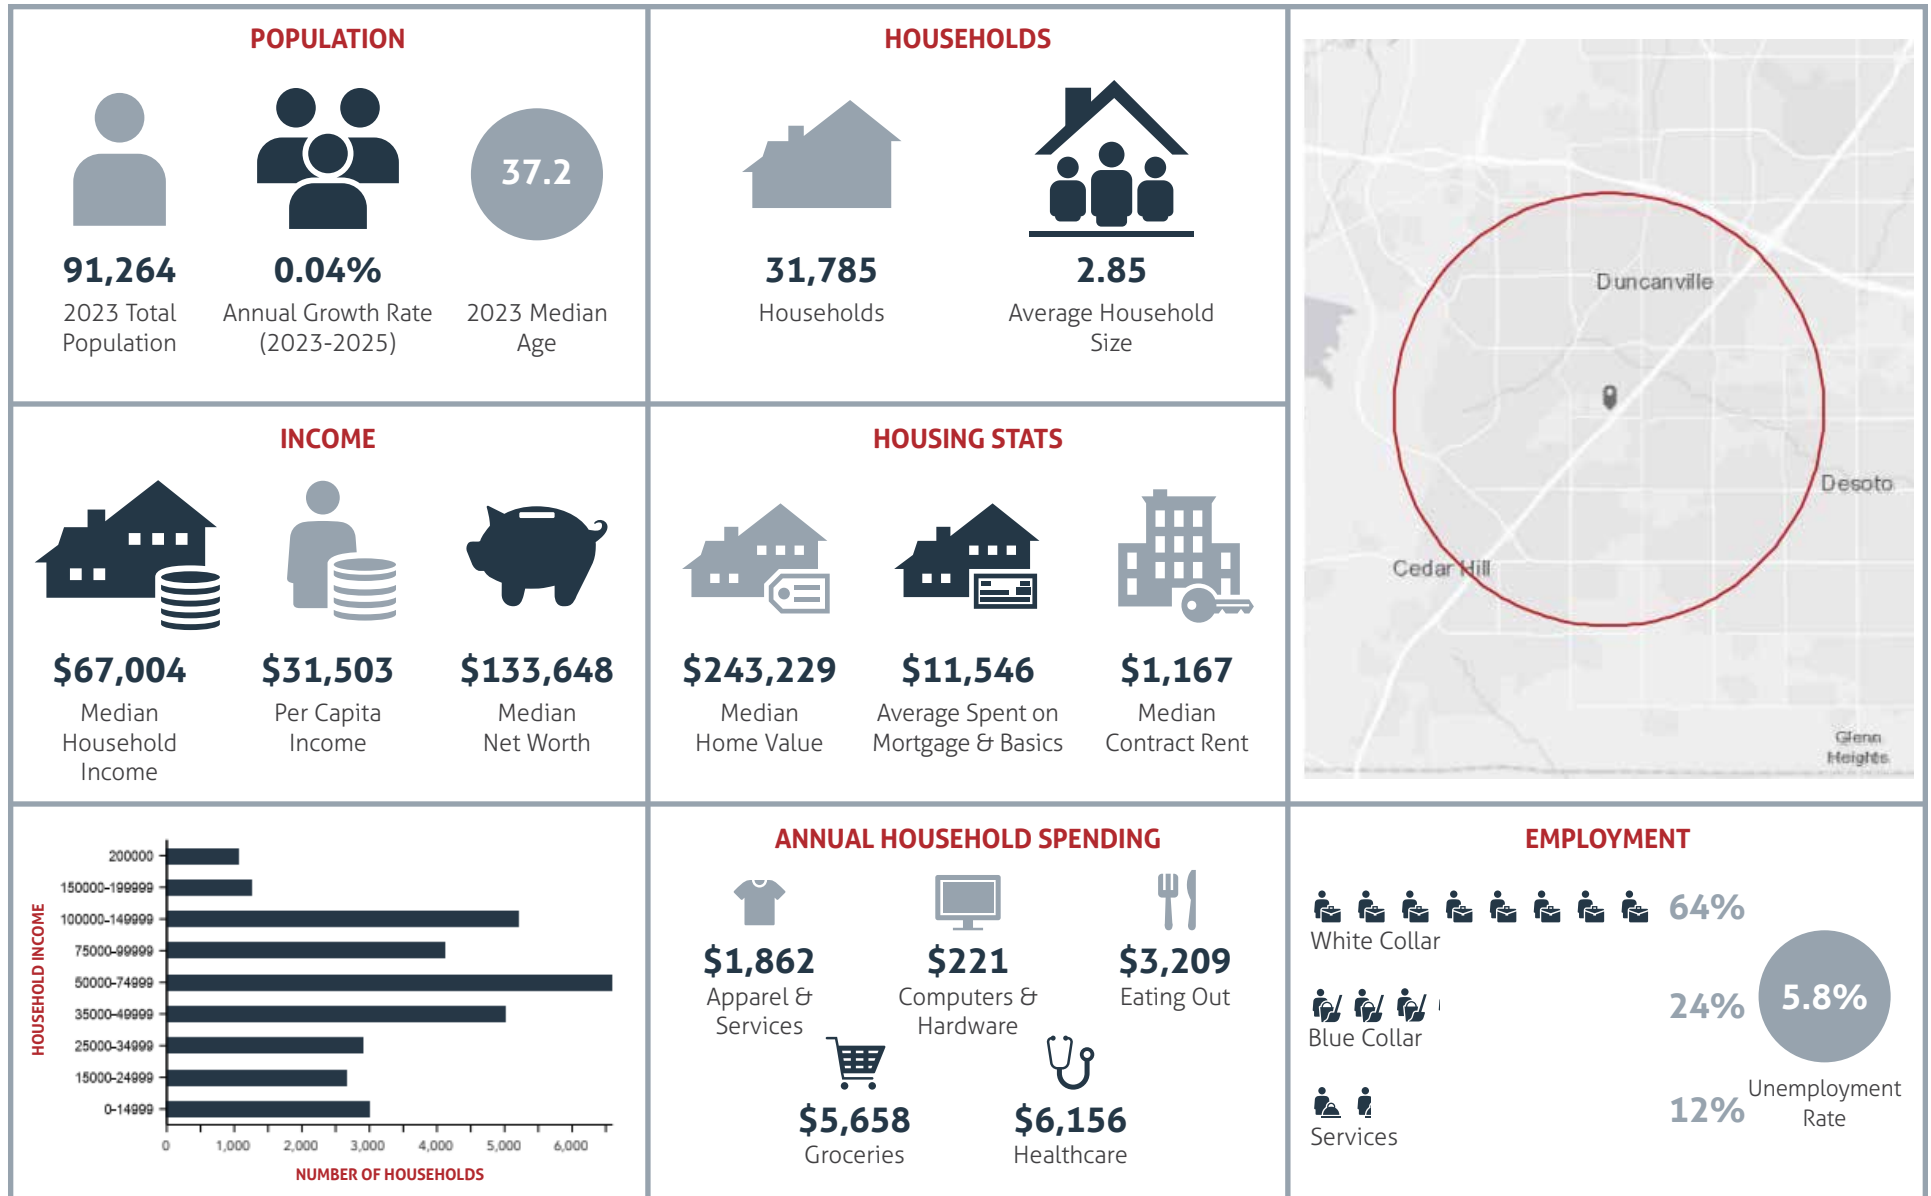 POPULATION
37.2
91,264
2023 Total
Population
0.04%
Annual Growth Rate
(2023-2025)
2023 Median
Age
HOUSEHOLDS
31,785
Households
2.85
Average Household
Size
Duncanville
Desoto
Cedar Hill
Glenn
Heights
INCOME
$67,004
Median
Household
Income
$31,503
Per Capita
Income
$133,648
Median
Net Worth
HOUSING STATS
$243,229
Median
Home Value
$11,546
Average Spent on
Mortgage & Basics
$1,167
Median
Contract Rent
HOUSEHOLD INCOME
200000
150000-199999
100000-149999
75000-99999
50000-74999
35000-49999
25000-34999
15000-24999
0-14999
0 1,000 2,000 3,000 4,000 5,000 6,000
NUMBER OF HOUSEHOLDS
ANNUAL HOUSEHOLD SPENDING
$1,862
Apparel &
Services
$221
Computers &
Hardware
$3,209
Eating Out
$5,658
Groceries
$6,156
Healthcare
EMPLOYMENT
64%
White Collar
24%
Blue Collar
12%
Services
5.8%
Unemployment
Rate